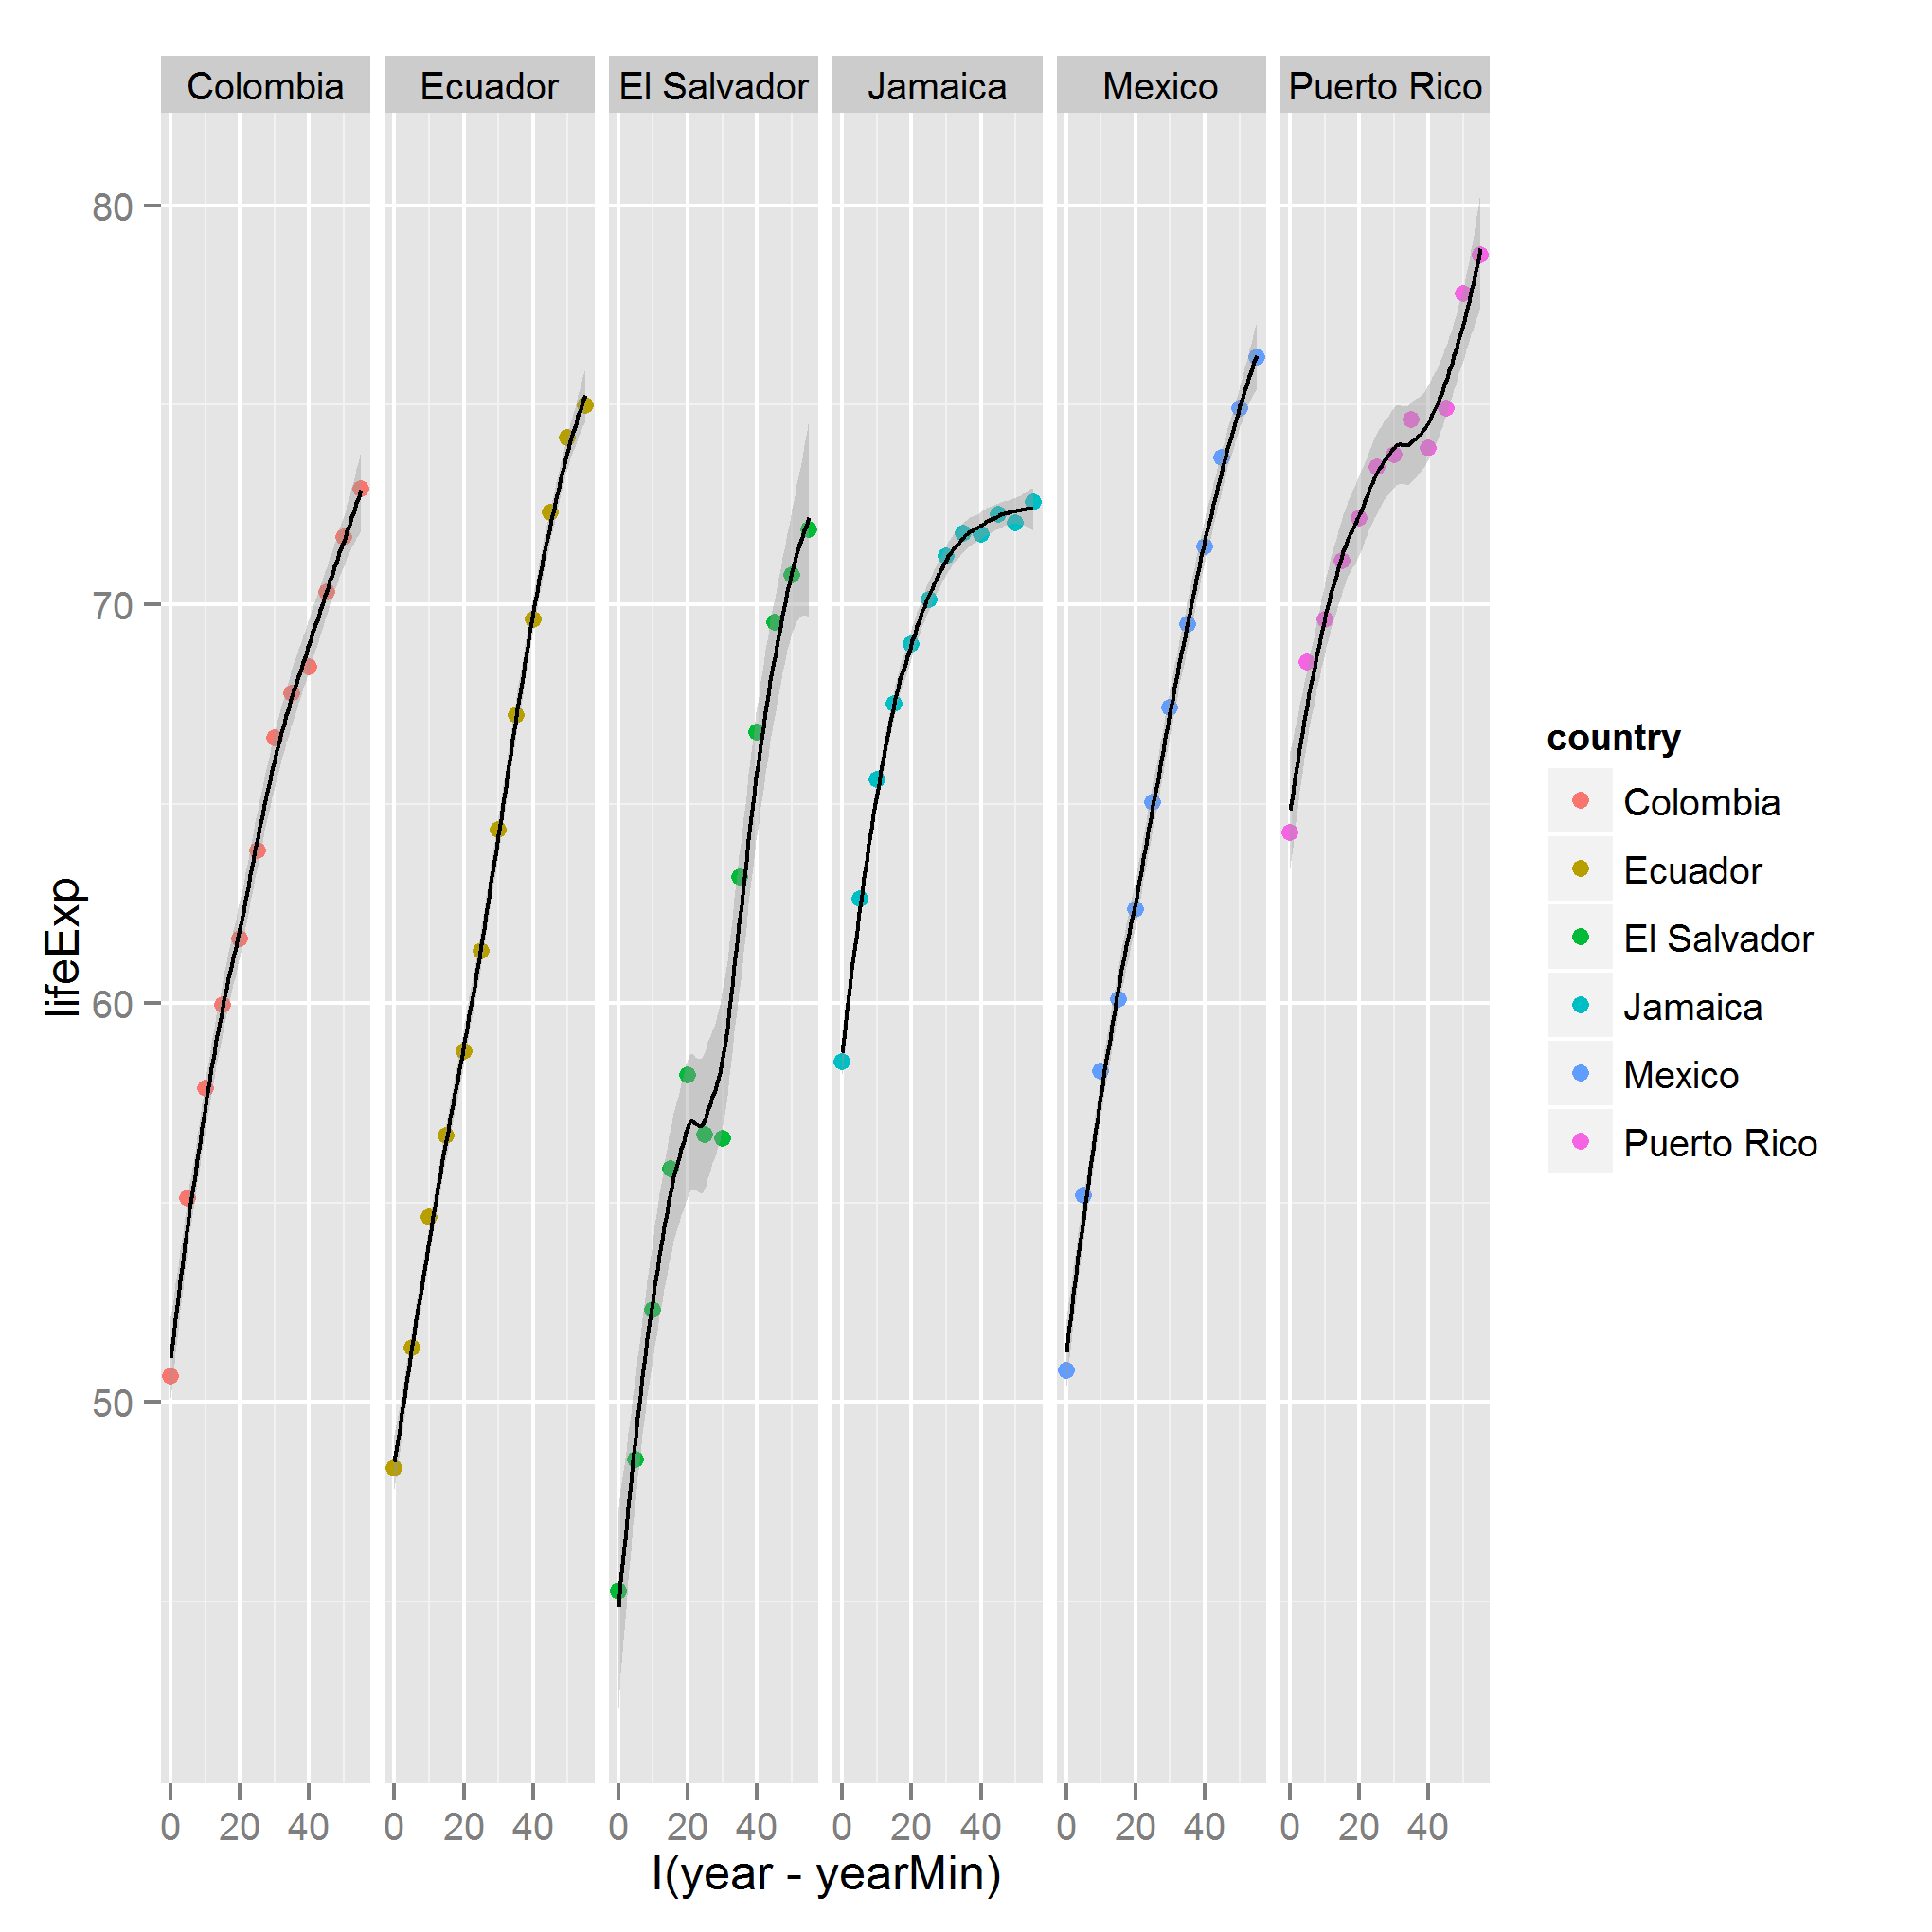 Colombia Ecuador El Salvador Jamaica Mexico Puerto Rico
80
70
60
50
lifeExp
0 20 40 0 20 40 0 20 40 0 20 40 0 20 40 0 20 40
I(year - yearMin)
country
Colombia
Ecuador
El Salvador
Jamaica
Mexico
Puerto Rico